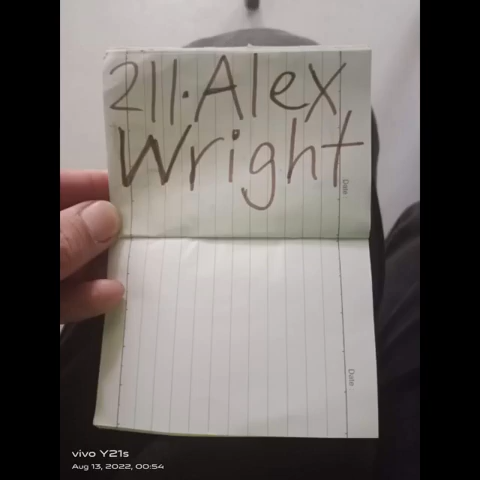 211.Alex
Wright
Date
Date
vivo Y21s
Aug 13, 2022, 00:54